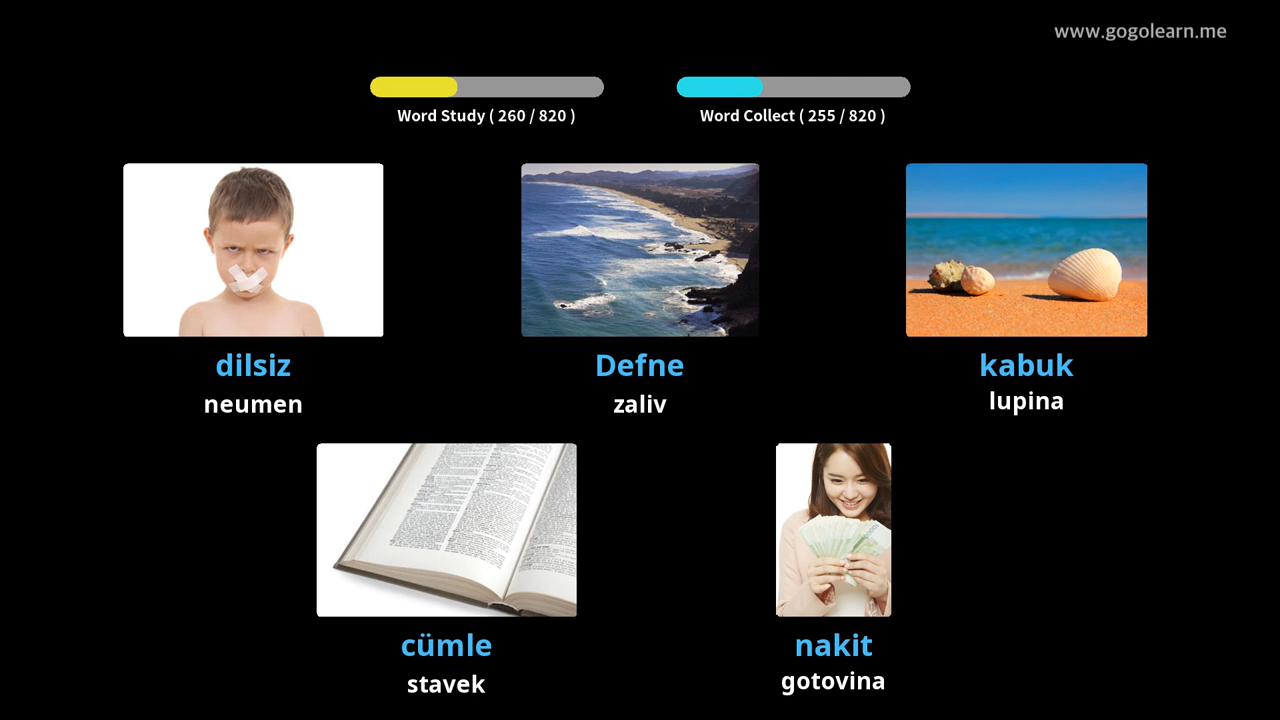 www.gogolearn.me
Word Study ( 260 / 820 )
Word Collect ( 255 / 820 )
dilsiz
neumen
Defne
zaliv
kabuk
lupina
cümle
stavek
nakit
gotovina